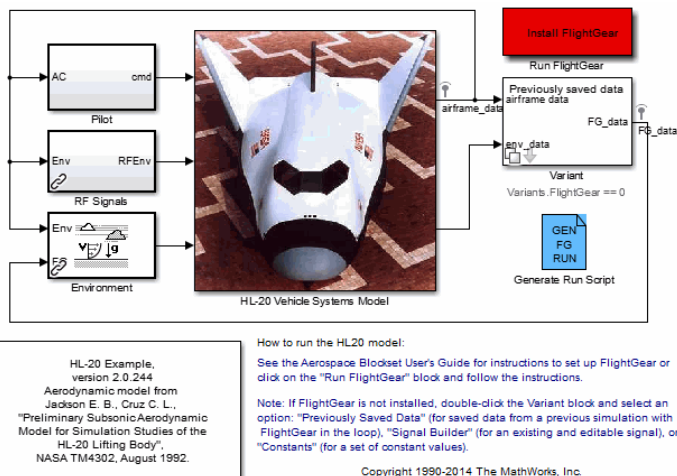 Install FlightGear
Run FlightGear
AC
cmd
Pilot
Env
RFEnv
RF Signals
Env
V
g
Environment
HL-20 Vehicle Systems Model
airframe_data
Previously saved data
airframe data
FG_data
env_data
FG_data
Variant
Variants.FlightGear == 0
GEN
FG
RUN
Generate Run Script
HL-20 Example,
version 2.0.244
Aerodynamic model from
Jackson E. B., Cruz C. L.,
"Preliminary Subsonic Aerodynamic
Model for Simulation Studies of the
HL-20 Lifting Body",
NASA TM4302, August 1992.
How to run the HL20 model:
See the Aerospace Blockset User's Guide for instructions to set up FlightGear or
click on the "Run FlightGear" block and follow the instructions.
Note: If FlightGear is not installed, double-click the Variant block and select an
option: "Previously Saved Data" (for saved data from a previous simulation with
FlightGear in the loop), "Signal Builder" (for an existing and editable signal), or
"Constants" (for a set of constant values).
Copyright 1990-2014 The MathWorks, Inc.